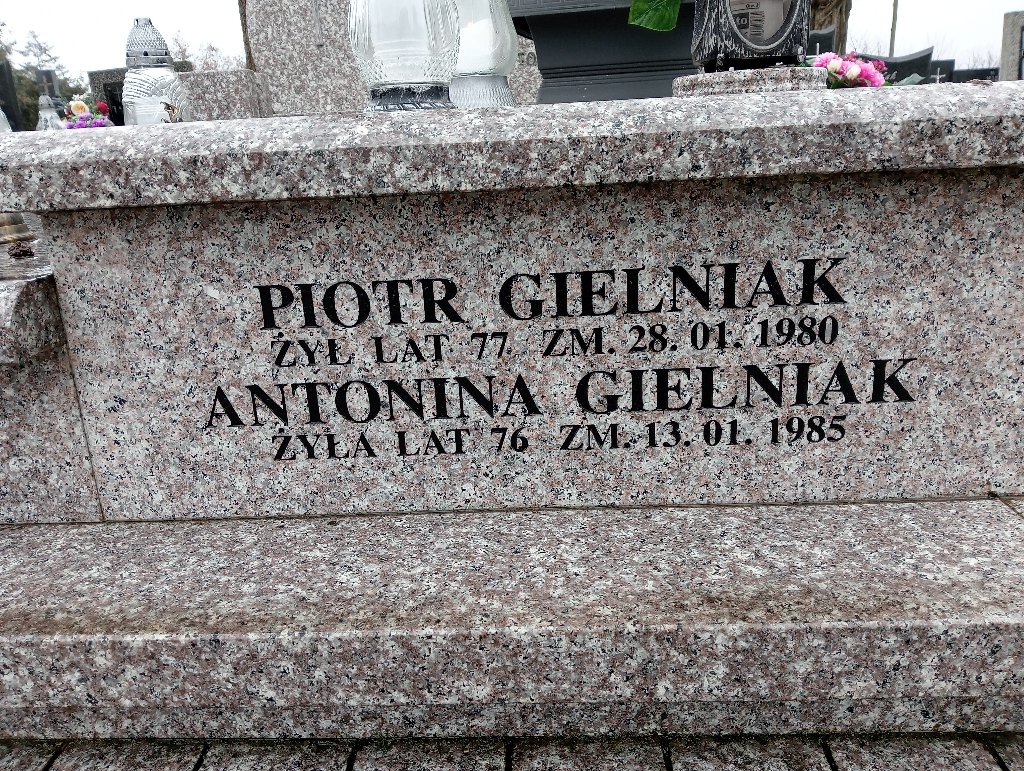 PIOTR GIELNIAK
ŻYŁ LAT 77 ZM. 28. 01. 1980
ANTONINA GIELNIAK
ŻYŁA LAT 76 ZM. 13. 01. 1985